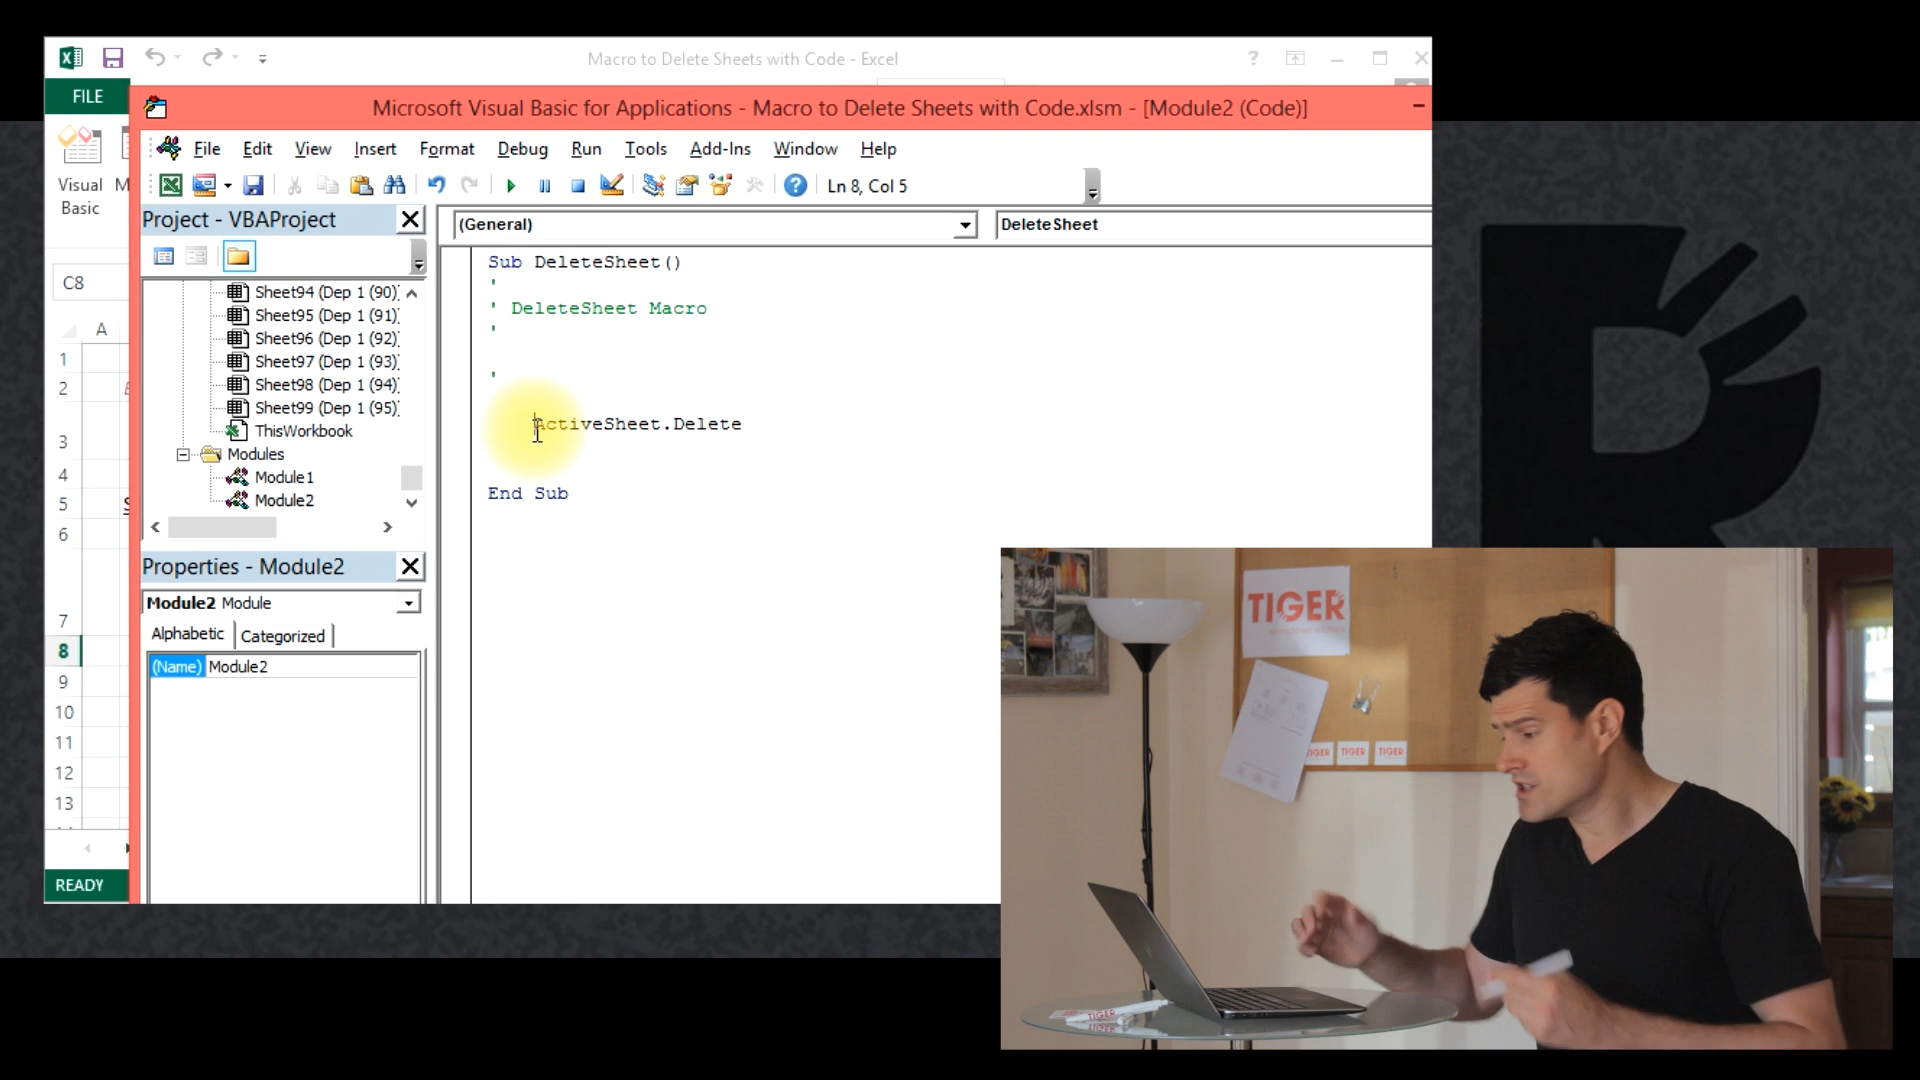 Macro to Delete Sheets with Code - Excel
?
FILE
Microsoft Visual Basic for Applications - Macro to Delete Sheets with Code.xlsm - [Module2 (Code)]
File Edit View Insert Format Debug Run Tools Add-Ins Window Help
Visual
Basic
M
Ln 8, Col 5
Project - VBAProject
(General)
DeleteSheet
C8
A
1
2
3
4
5
6
7
8
9
10
11
12
13
Sheet94 (Dep 1 (90)
Sheet95 (Dep 1 (91)
Sheet96 (Dep 1 (92)
Sheet97 (Dep 1 (93)
Sheet98 (Dep 1 (94)
Sheet99 (Dep 1 (95)
ThisWorkbook
Modules
Module1
Module2
Sub DeleteSheet()
'
' DeleteSheet Macro
'
'
ActiveSheet.Delete
End Sub
Properties - Module2
Module2 Module
Alphabetic Categorized
(Name) Module2
READY
TIGER
TIGER TIGER TIGER
TIGER
TIGER